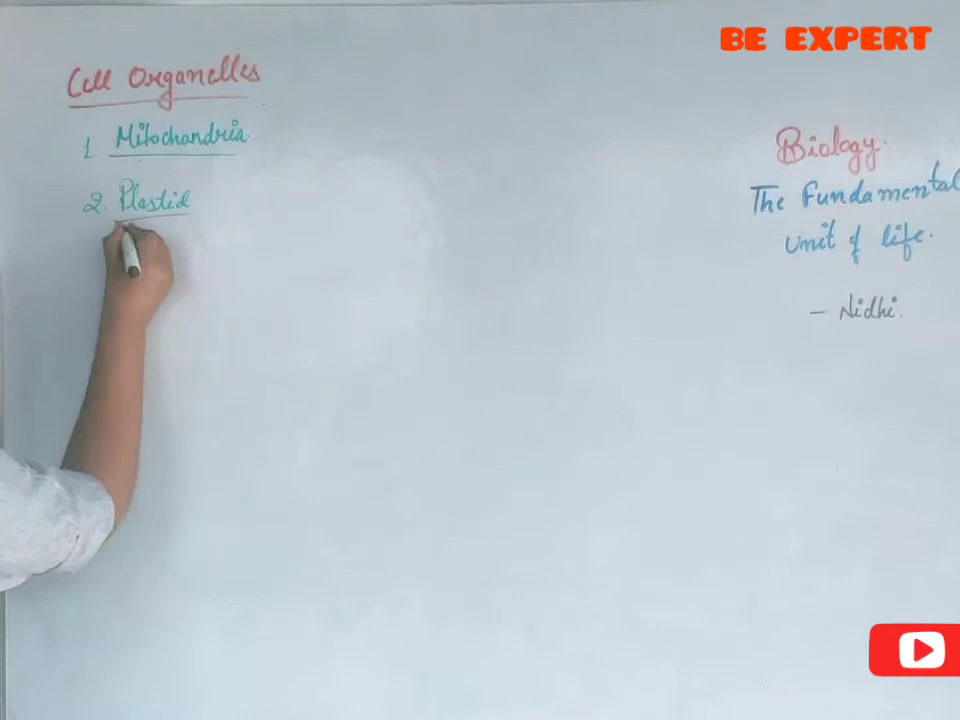 BE EXPERT
Cell Organelles
1. Mitochandria.
2. Plastid
Biology.
The Fundamental
Unit of life.
- Nidhi.